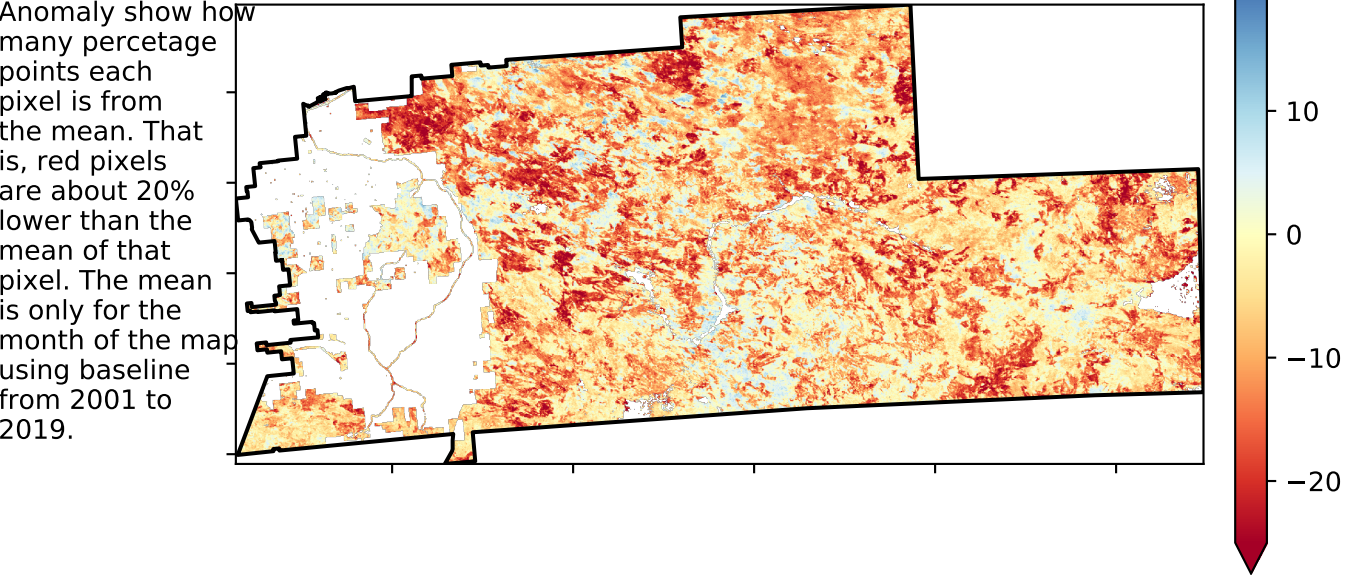 Anomaly show how
many percetage
points each
pixel is from
the mean. That
is, red pixels
are about 20%
lower than the
mean of that
pixel. The mean
is only for the
month of the map
using baseline
from 2001 to
2019.
10
0
−10
−20